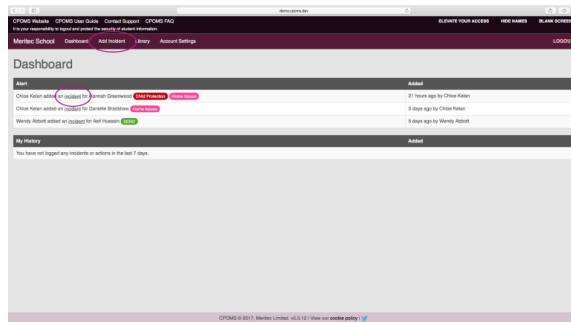 demo.cpoms.dev
CPOMS Website CPOMS User Guide Contact Support CPOMS FAQ ELEVATE YOUR ACCESS HIDE NAMES BLANK SCREEN
It is your responsibility to logout and protect the security of student information.
Meritec School Dashboard Add Incident Library Account Settings LOGOUT
Dashboard
Alert Added
Chloe Kelan added an incident for Hannah Greenwood Child Protection Home Issues 21 hours ago by Chloe Kelan
Chloe Kelan added an incident for Danielle Bradshaw Home Issues 3 days ago by Chloe Kelan
Wendy Abbott added an incident for Asif Hussain SEND 5 days ago by Wendy Abbott
My History Added
You have not logged any incidents or actions in the last 7 days.
CPOMS © 2017, Meritec Limited. v0.5.12 | View our cookie policy |